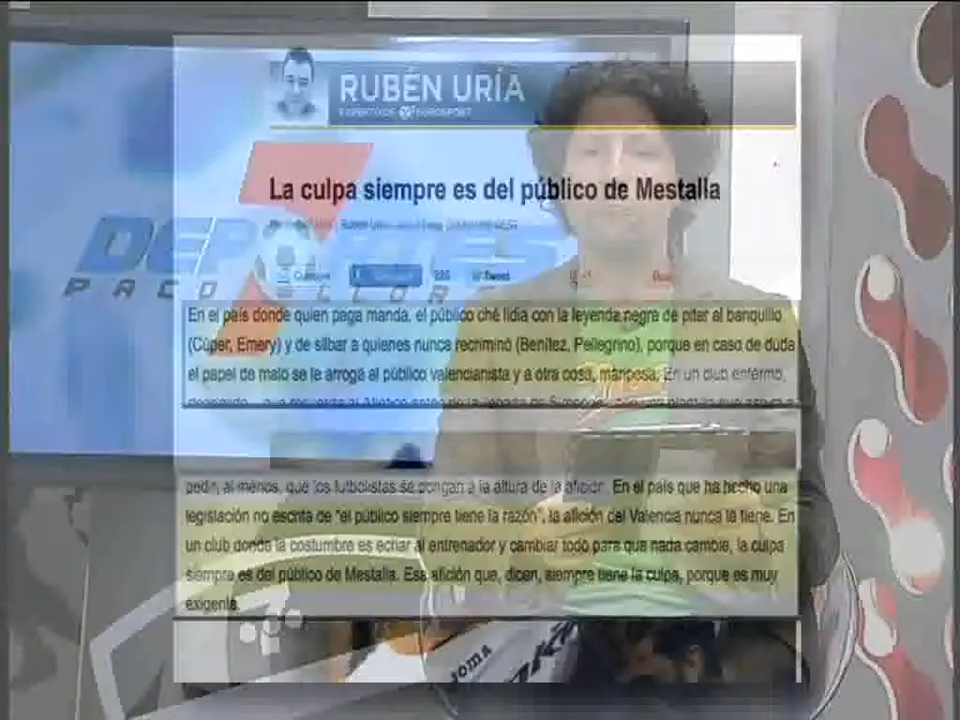 RUBÉN URÍA
EXPERTO DE EUROSPORT
La culpa siempre es del público de Mestalla
DEPORTES
PACO
Tweet
En el país donde quien paga manda, el público ché lidia con la leyenda negra de pitar al banquillo
(Cúper, Emery) y de silbar a quienes nunca recriminó (Benítez, Pellegrino), porque en caso de duda
el papel de malo se le arroga al público valencianista y a otra cosa, mariposa. En un club enfermo,
pedir, al menos, que los futbolistas se pongan a la altura de la afición. En el país que ha hecho una
legislación no escrita de "el público siempre tiene la razón", la afición del Valencia nunca la tiene. En
un club donde la costumbre es echar al entrenador y cambiar todo para que nada cambie, la culpa
siempre es del público de Mestalla. Esa afición que, dicen, siempre tiene la culpa, porque es muy
exigente.
Joma